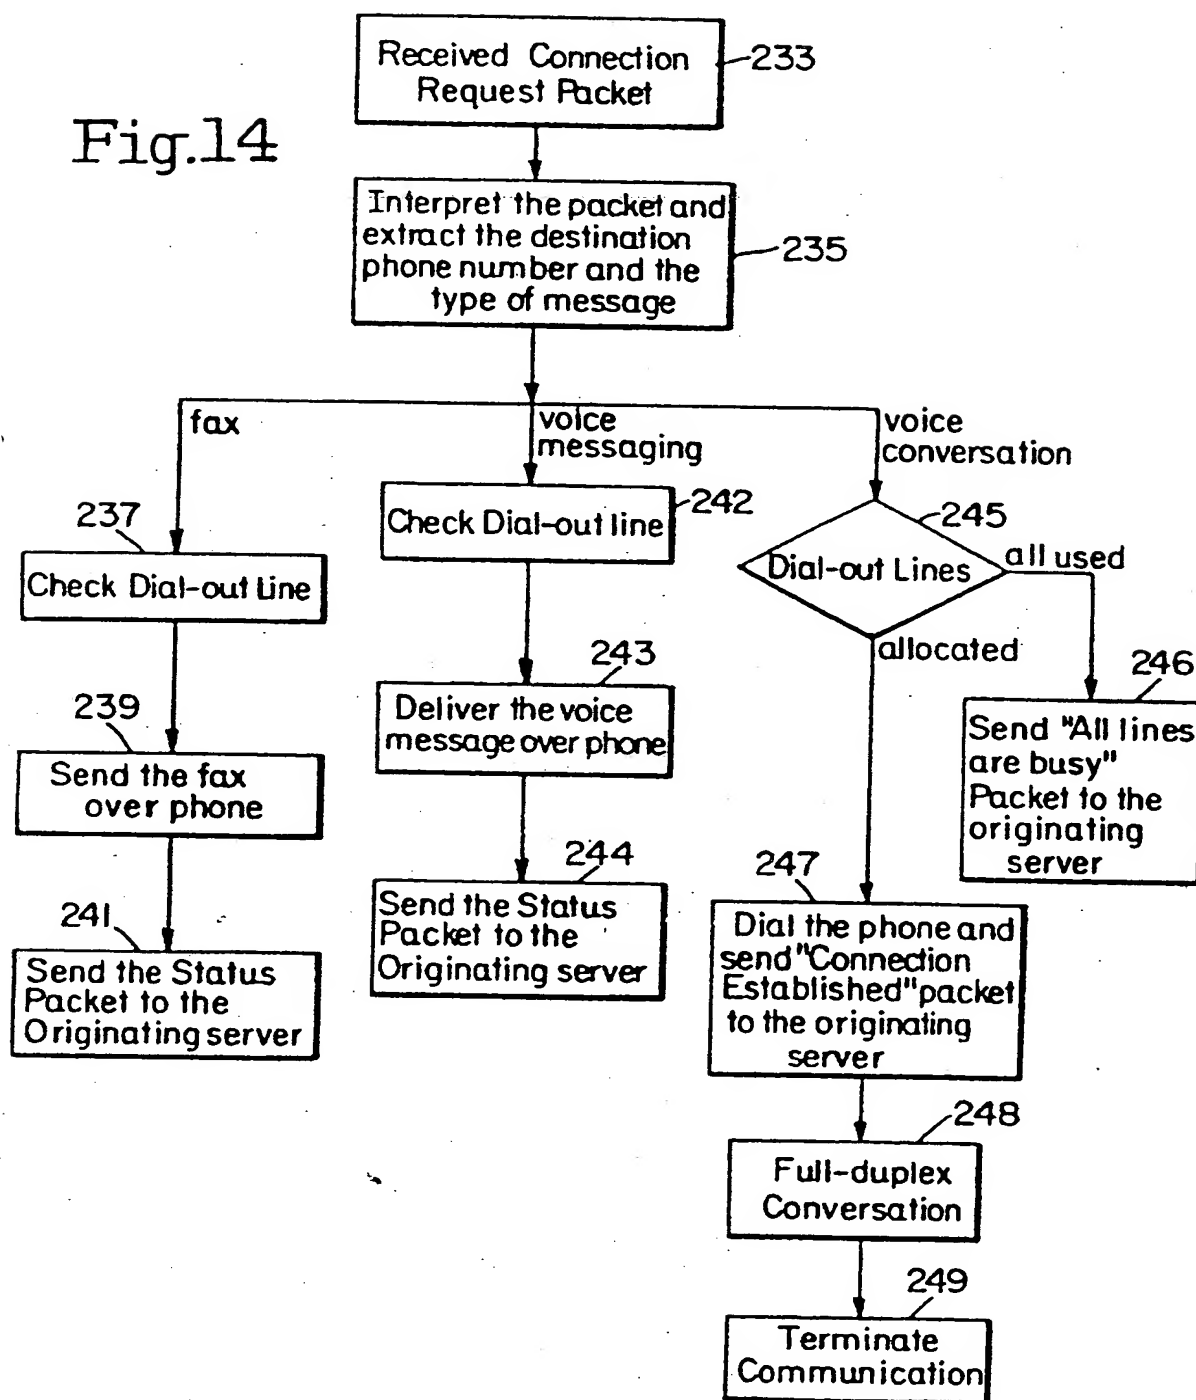 Received Connection
Request Packet
233
Fig.14
Interpret the packet and
extract the destination
phone number and the
type of message
235
fax
voice
messaging
voice
conversation
237
Check Dial-out Line
242
Check Dial-out line
245
Dial-out Lines
all used
allocated
239
Send the fax
over phone
243
Deliver the voice
message over phone
246
Send "All lines
are busy"
Packet to the
originating
server
241
Send the Status
Packet to the
Originating server
244
Send the Status
Packet to the
Originating server
247
Dial the phone and
send "Connection
Established" packet
to the originating
server
248
Full-duplex
Conversation
249
Terminate
Communication